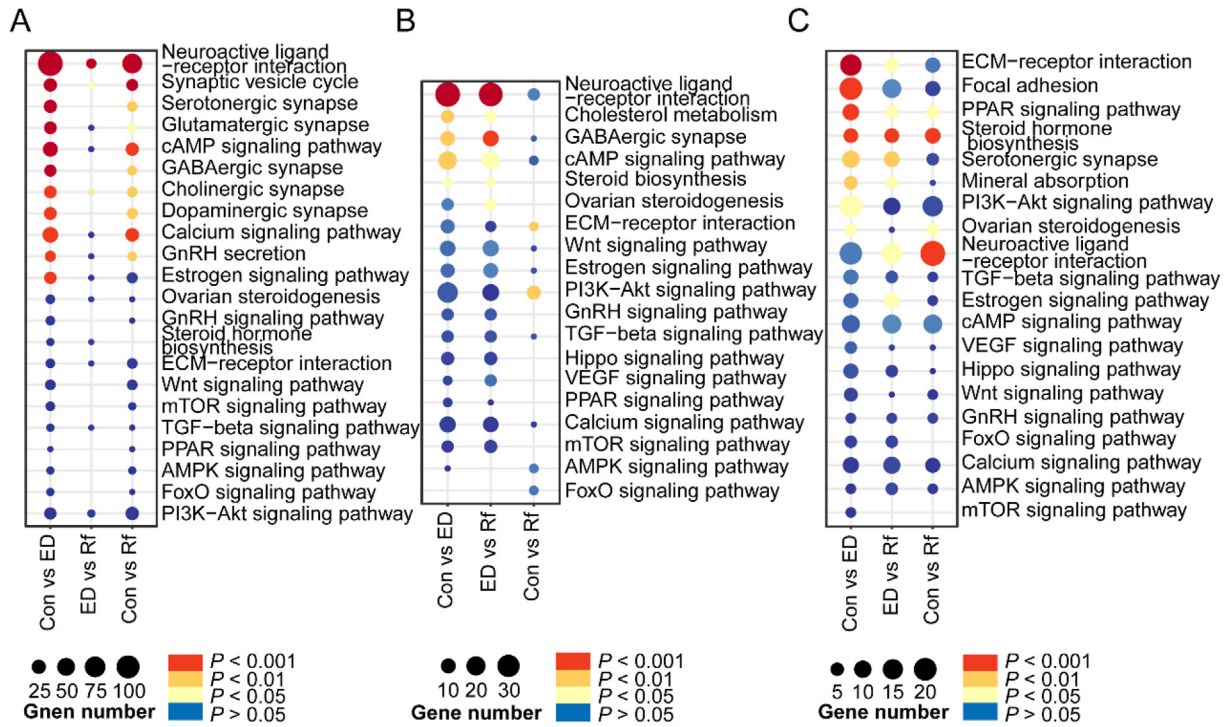 A
Neuroactive ligand
-receptor interaction
Synaptic vesicle cycle
Serotonergic synapse
Glutamatergic synapse
cAMP signaling pathway
GABAergic synapse
Cholinergic synapse
Dopaminergic synapse
Calcium signaling pathway
GnRH secretion
Estrogen signaling pathway
Ovarian steroidogenesis
GnRH signaling pathway
Steroid hormone
biosynthesis
ECM-receptor interaction
Wnt signaling pathway
mTOR signaling pathway
TGF-beta signaling pathway
PPAR signaling pathway
AMPK signaling pathway
FoxO signaling pathway
PI3K-Akt signaling pathway
Con vs ED
ED vs Rf
Con vs Rf
25 50 75 100
Gnen number
P < 0.001
P < 0.01
P < 0.05
P > 0.05
B
Neuroactive ligand
-receptor interaction
Cholesterol metabolism
GABAergic synapse
cAMP signaling pathway
Steroid biosynthesis
Ovarian steroidogenesis
ECM-receptor interaction
Wnt signaling pathway
Estrogen signaling pathway
PI3K-Akt signaling pathway
GnRH signaling pathway
TGF-beta signaling pathway
Hippo signaling pathway
VEGF signaling pathway
PPAR signaling pathway
Calcium signaling pathway
mTOR signaling pathway
AMPK signaling pathway
FoxO signaling pathway
Con vs ED
ED vs Rf
Con vs Rf
10 20 30
Gene number
P < 0.001
P < 0.01
P < 0.05
P > 0.05
C
ECM-receptor interaction
Focal adhesion
PPAR signaling pathway
Steroid hormone
biosynthesis
Serotonergic synapse
Mineral absorption
PI3K-Akt signaling pathway
Ovarian steroidogenesis
Neuroactive ligand
-receptor interaction
TGF-beta signaling pathway
Estrogen signaling pathway
cAMP signaling pathway
VEGF signaling pathway
Hippo signaling pathway
Wnt signaling pathway
GnRH signaling pathway
FoxO signaling pathway
Calcium signaling pathway
AMPK signaling pathway
mTOR signaling pathway
Con vs ED
ED vs Rf
Con vs Rf
5 10 15 20
Gene number
P < 0.001
P < 0.01
P < 0.05
P > 0.05